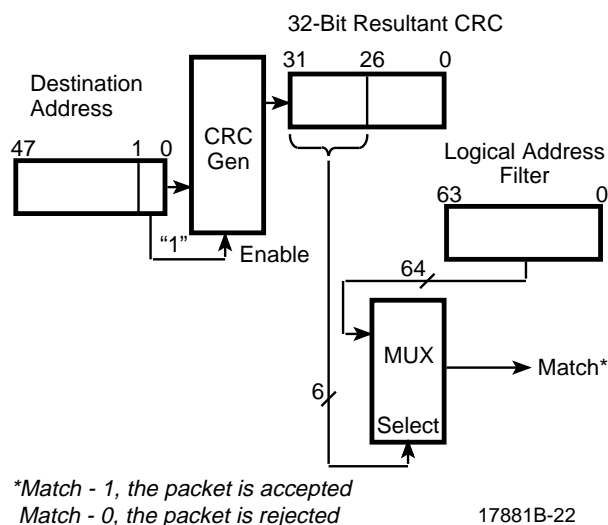 32-Bit Resultant CRC
31 26 0
Destination
Address
47 1 0
CRC
Gen
"1"
Enable
Logical Address
Filter
63 0
64
MUX
Match*
6
Select
*Match - 1, the packet is accepted
Match - 0, the packet is rejected
17881B-22